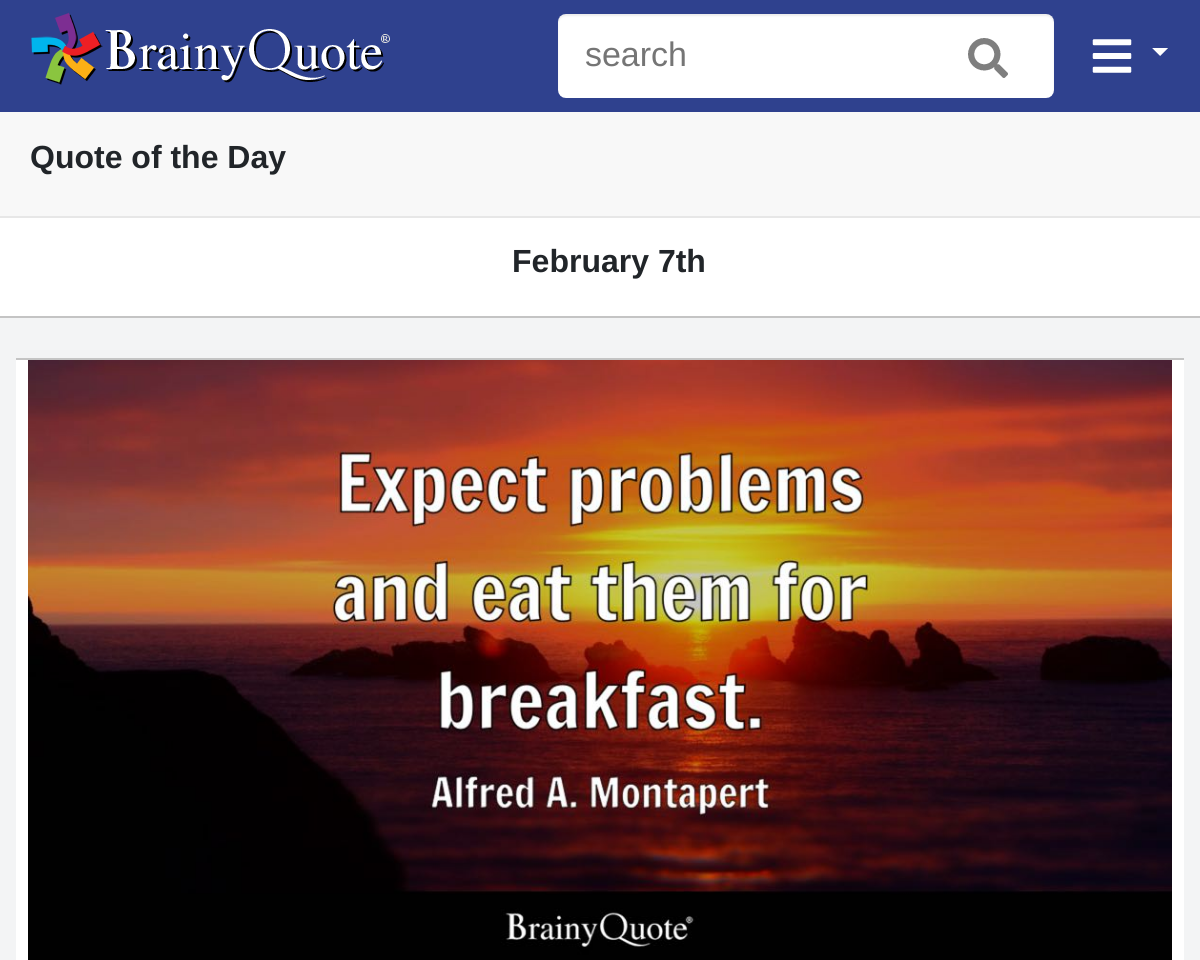 BrainyQuote®
search
Quote of the Day
February 7th
Expect problems
and eat them for
breakfast.
Alfred A. Montapert
BrainyQuote®